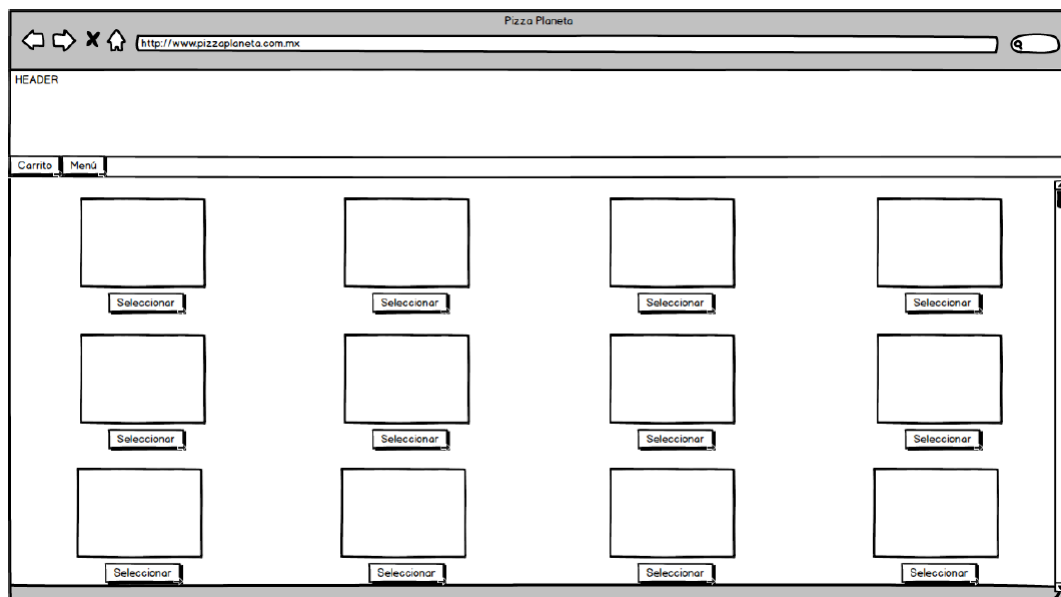 Pizza Planeta
http://www.pizzaplaneta.com.mx
HEADER
Carrito Menú
Seleccionar Seleccionar Seleccionar Seleccionar
Seleccionar Seleccionar Seleccionar Seleccionar
Seleccionar Seleccionar Seleccionar Seleccionar